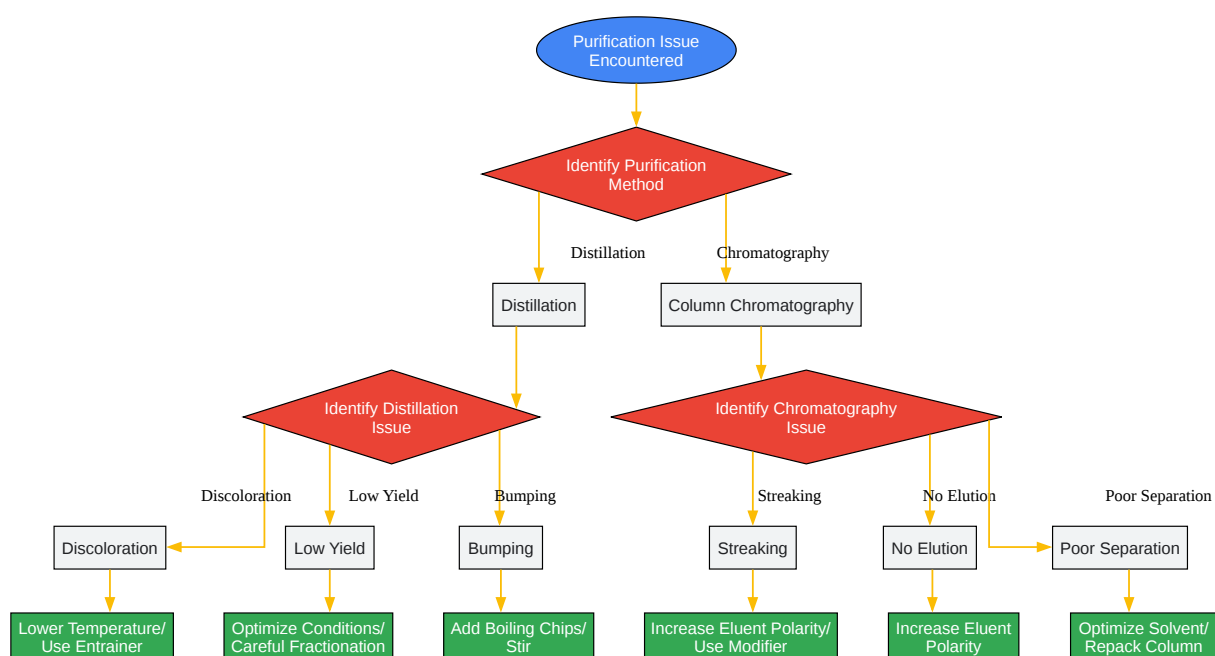 Purification Issue
Encountered
Identify Purification
Method
Distillation
Chromatography
Distillation
Column Chromatography
Identify Distillation
Issue
Identify Chromatography
Issue
Discoloration
Low Yield
Bumping
Streaking
No Elution
Poor Separation
Discoloration
Low Yield
Bumping
Streaking
No Elution
Poor Separation
Lower Temperature/
Use Entrainer
Optimize Conditions/
Careful Fractionation
Add Boiling Chips/
Stir
Increase Eluent Polarity/
Use Modifier
Increase Eluent
Polarity
Optimize Solvent/
Repack Column